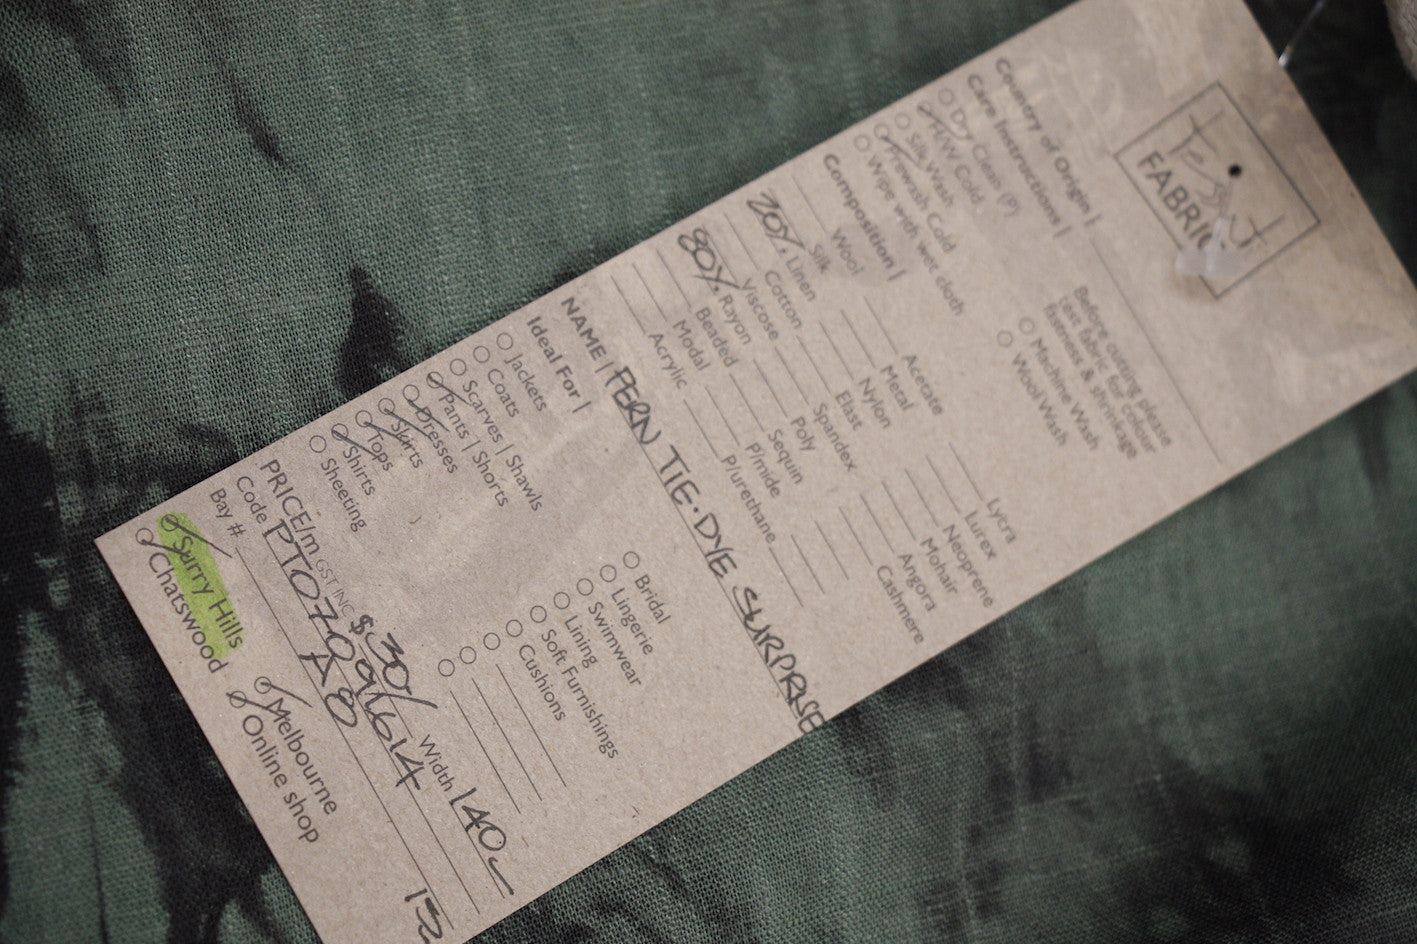 FABRIC
Country of Origin |
Care Instructions |
Before cutting please
test fabric for colour
fastness & shrinkage
Dry Clean (P)
H/W Cold Machine Wash
Silk Wash Wool Wash
Prewash Cold
Wipe with wet cloth
Composition |
Wool Acetate Lycra
Silk Metal Lurex
20% Linen Nylon Neoprene
Cotton Elast Mohair
Viscose Spandex Angora
80% Rayon Poly Cashmere
Beaded Sequin
Modal P/mide
Acrylic P/urethane
NAME | FERN TIE-DYE SURPRISE
Ideal For |
Jackets Bridal
Coats Lingerie
Scarves | Shawls Swimwear
Pants | Shorts Lining
Dresses Soft Furnishings
Skirts Cushions
Tops
Shirts
Sheeting
PRICE/m GST INC $30/ Width 140
Code
Bay # A8
Surry Hills Melbourne
Chatswood Online shop